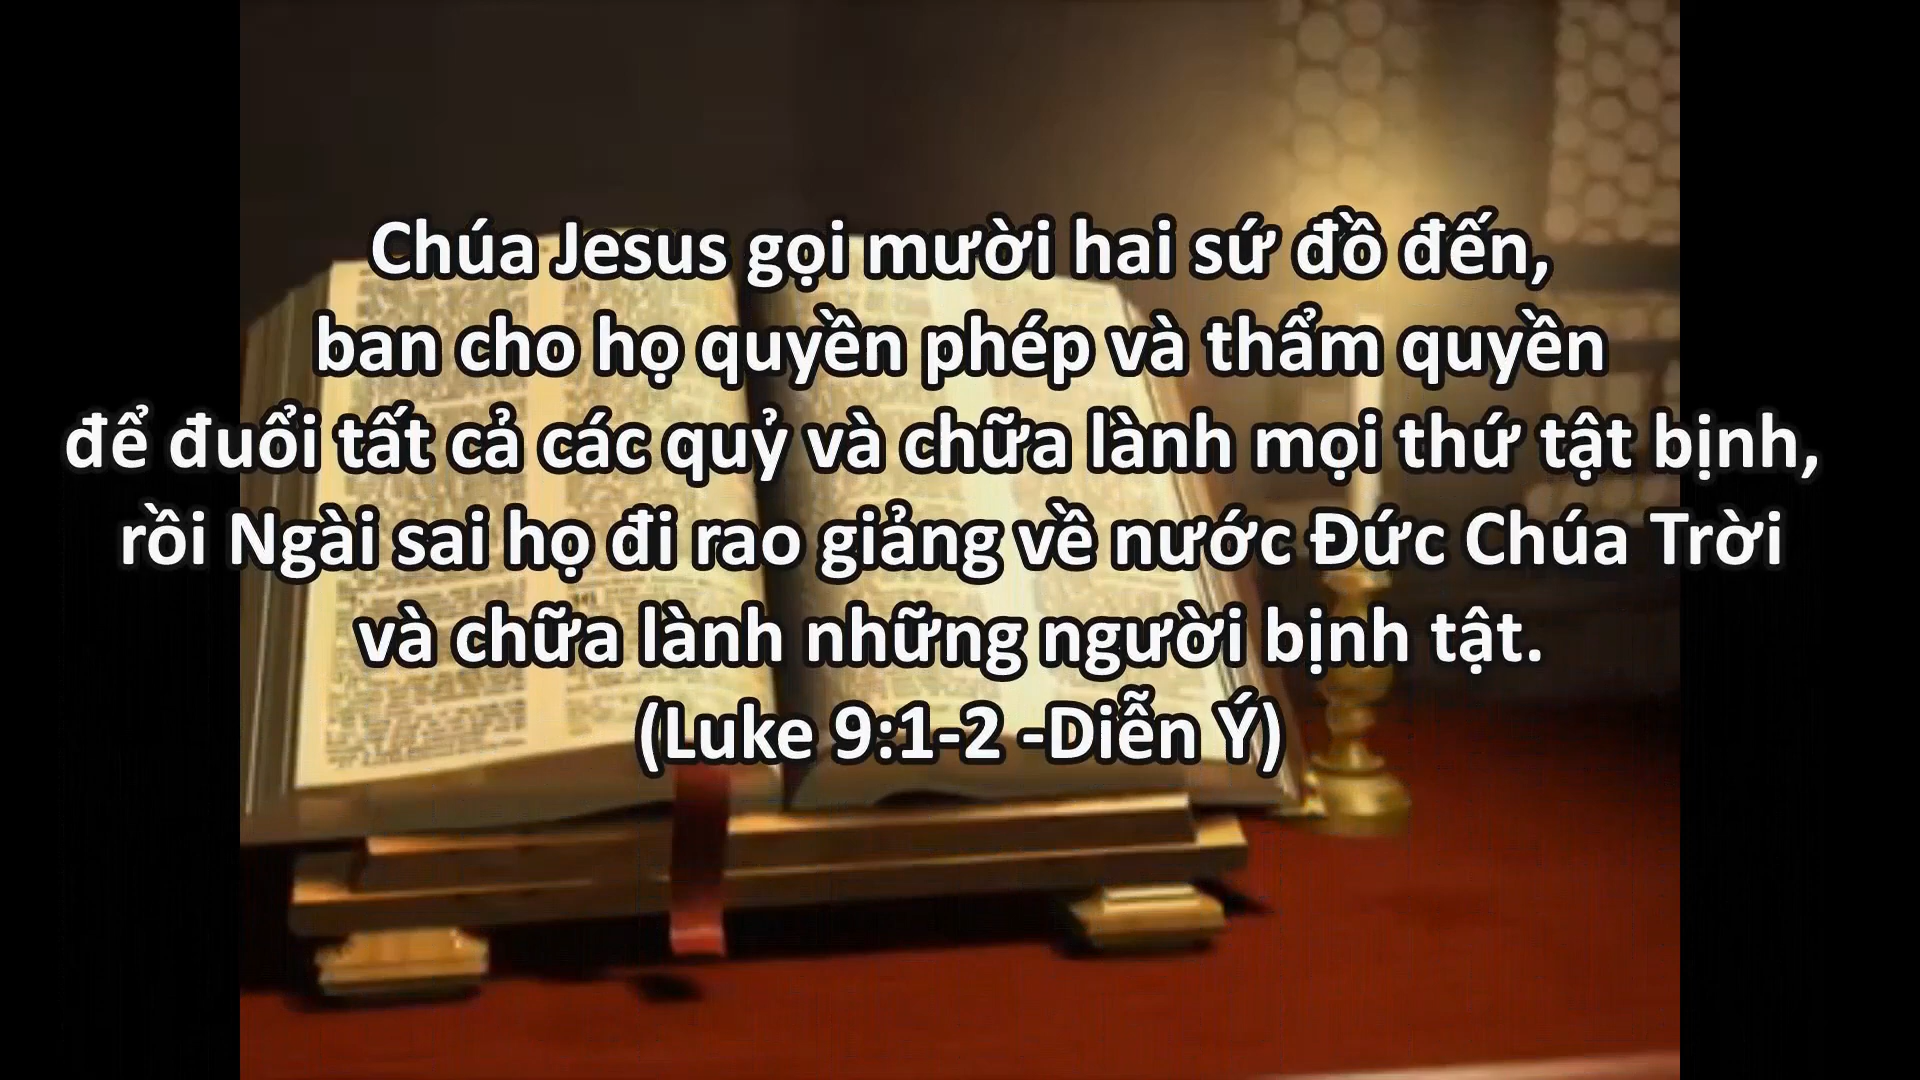 Chúa Jesus gọi mười hai sứ đồ đến,
ban cho họ quyền phép và thẩm quyền
để đuổi tất cả các quỷ và chữa lành mọi thứ tật bịnh,
rồi Ngài sai họ đi rao giảng về nước Đức Chúa Trời
và chữa lành những người bịnh tật.
(Luke 9:1-2 -Diễn Ý)